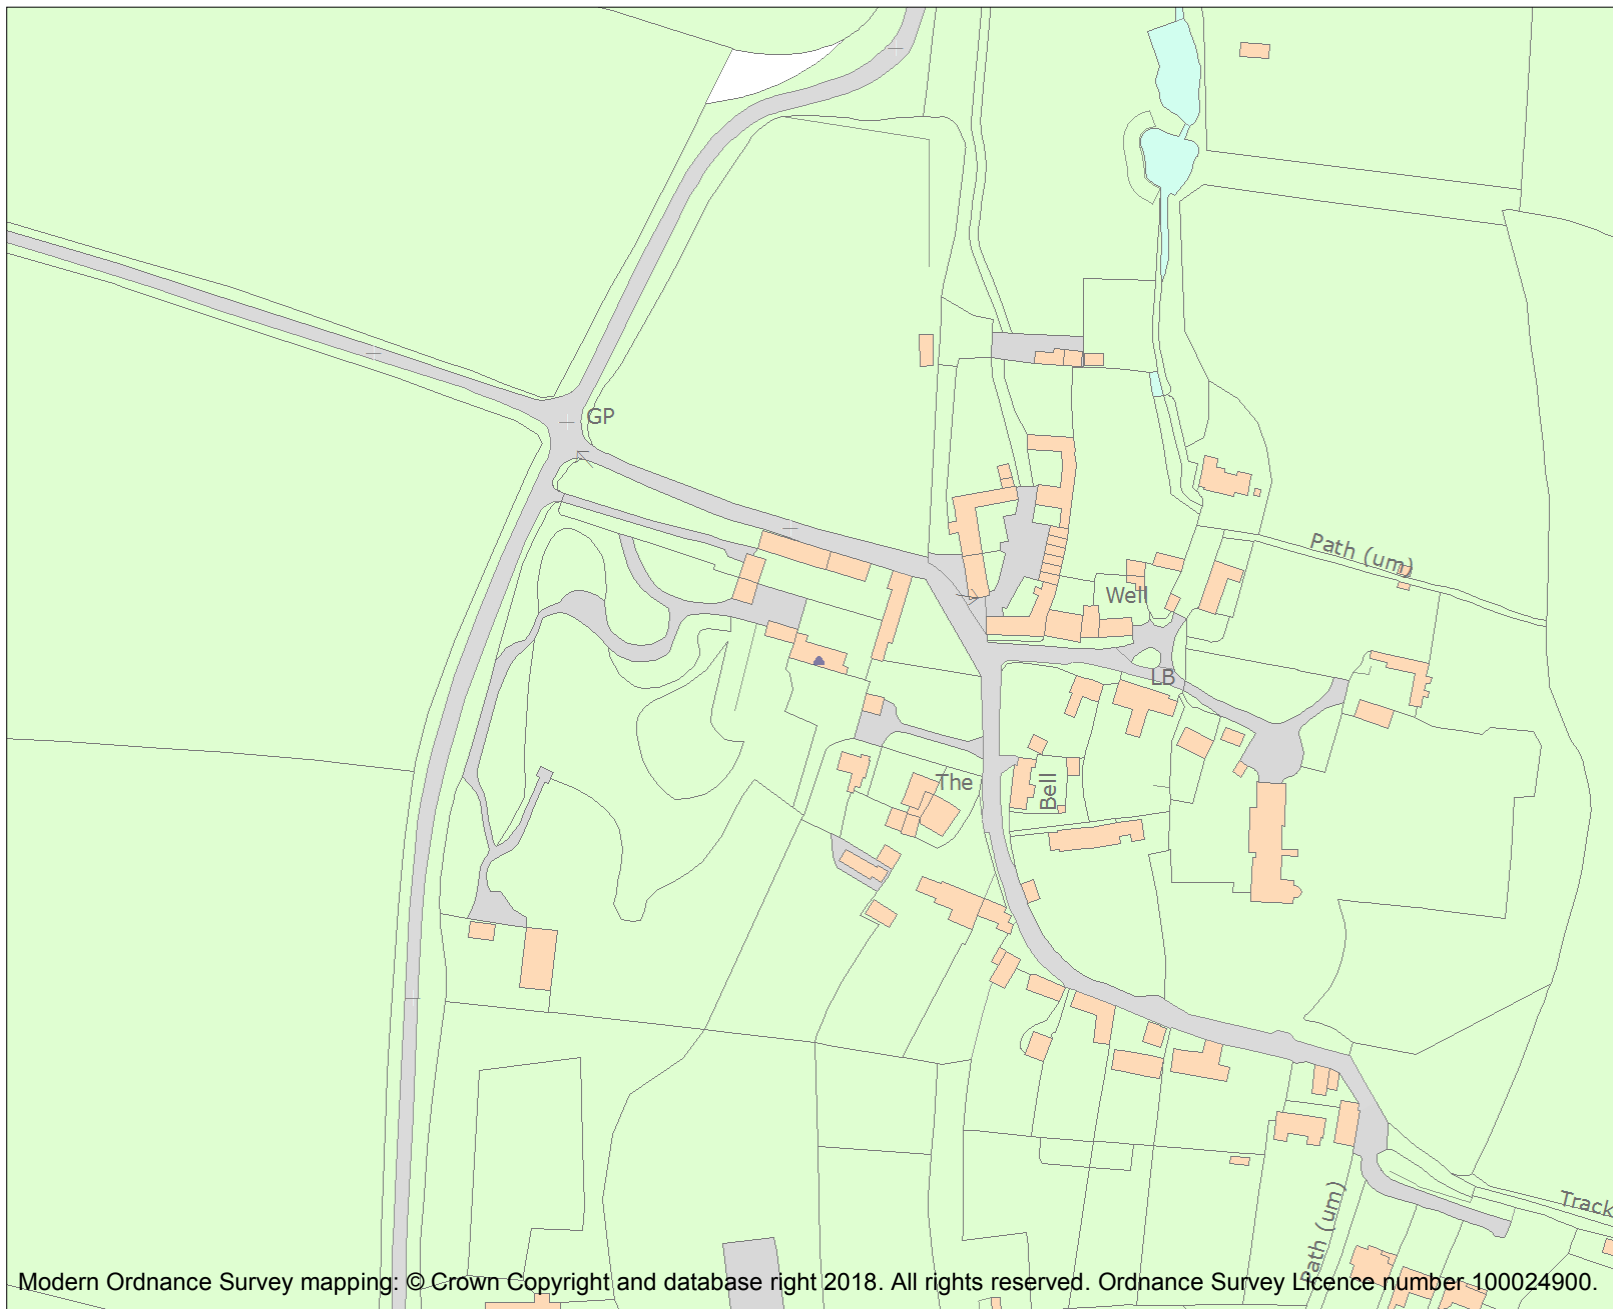 GP
Path (um)
Well
LB
The
Bell
Track
Path (um)
Modern Ordnance Survey mapping: © Crown Copyright and database right 2018. All rights reserved. Ordnance Survey Licence number 100024900.